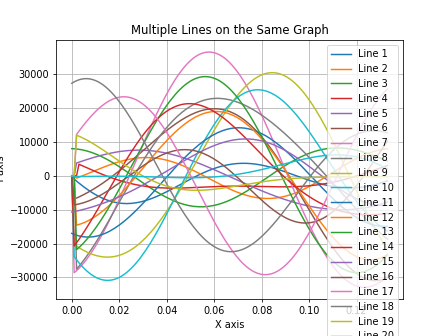 Multiple Lines on the Same Graph
30000
20000
10000
0
−10000
−20000
−30000
0.00
0.02
0.04
0.06
0.08
0.10
X axis
Line 1
Line 2
Line 3
Line 4
Line 5
Line 6
Line 7
Line 8
Line 9
Line 10
Line 11
Line 12
Line 13
Line 14
Line 15
Line 16
Line 17
Line 18
Line 19
Line 20